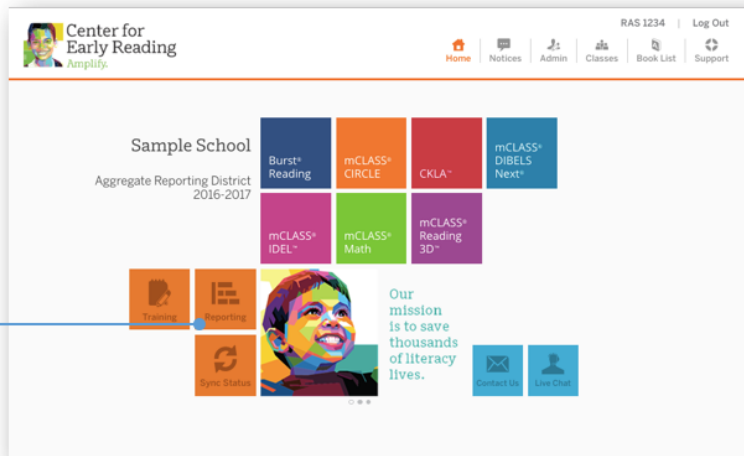 Center for
Early Reading
Amplify.
RAS 1234 | Log Out
Home Notices Admin Classes Book List Support
Sample School
Aggregate Reporting District
2016-2017
Burst®
Reading
mCLASS®
CIRCLE
CKLA™
mCLASS®
DIBELS
Next®
mCLASS®
IDEL™
mCLASS®
Math
mCLASS®
Reading
3D™
Training
Reporting
Sync Status
Our
mission
is to save
thousands
of literacy
lives.
Contact Us
Live Chat